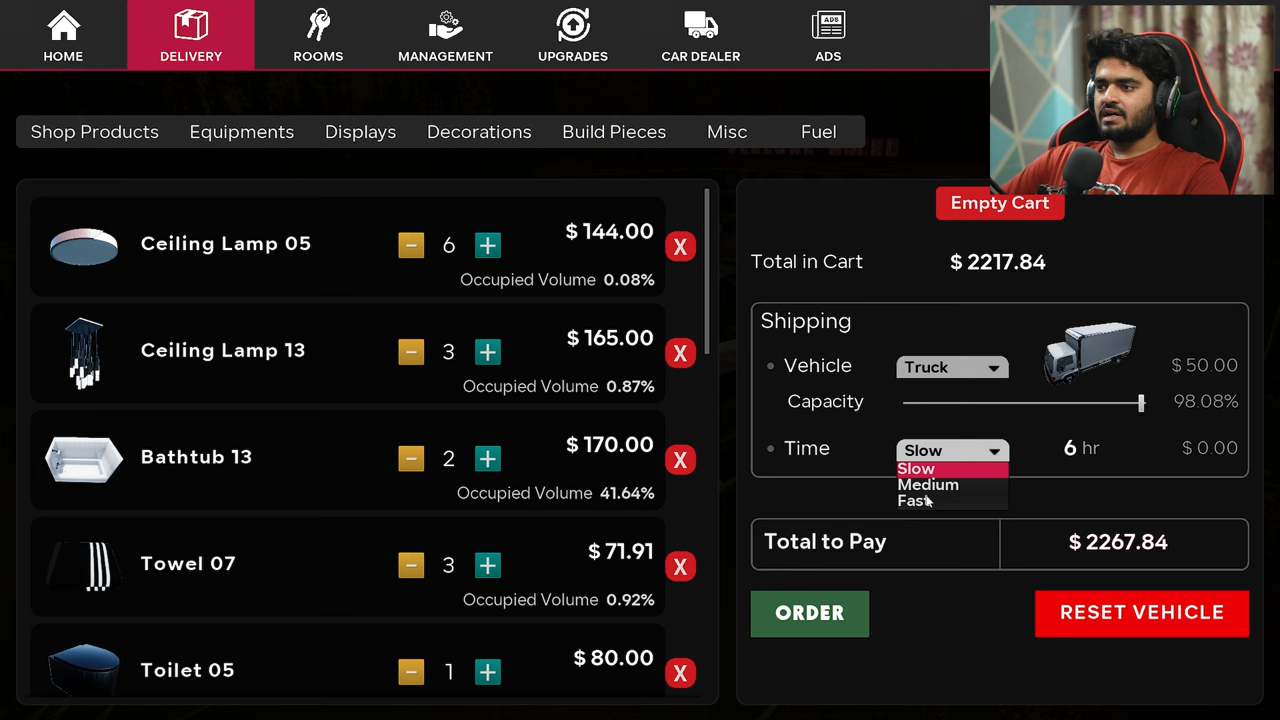 HOME
DELIVERY
ROOMS
MANAGEMENT
UPGRADES
CAR DEALER
ADS
ADS
Shop Products
Equipments
Displays
Decorations
Build Pieces
Misc
Fuel
Ceiling Lamp 05
6
$ 144.00
X
Occupied Volume 0.08%
Ceiling Lamp 13
3
$ 165.00
X
Occupied Volume 0.87%
Bathtub 13
2
$ 170.00
X
Occupied Volume 41.64%
Towel 07
3
$ 71.91
X
Occupied Volume 0.92%
Toilet 05
1
$ 80.00
X
Empty Cart
Total in Cart
$ 2217.84
Shipping
Vehicle
Truck
$ 50.00
Capacity
98.08%
Time
Slow
6 hr
$ 0.00
Slow
Medium
Fast
Total to Pay
$ 2267.84
ORDER
RESET VEHICLE